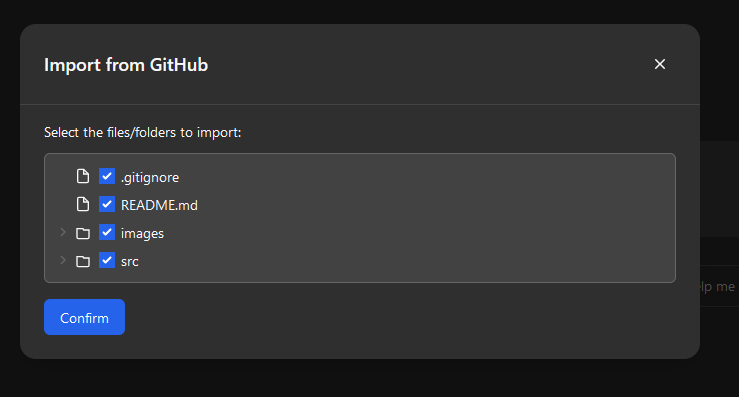 Import from GitHub
Select the files/folders to import:
.gitignore
README.md
images
src
lp me
Confirm